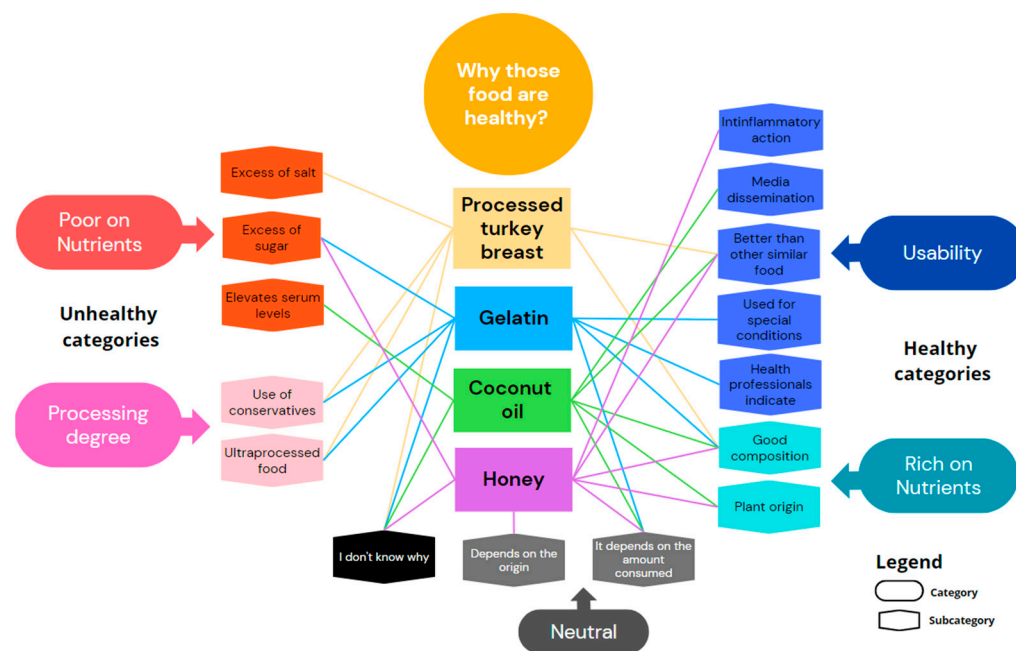 Why those
food are
healthy?
Intinflammatory
action
Excess of salt
Media
dissemination
Poor on
Nutrients
Excess of
sugar
Processed
turkey
breast
Better than
other similar
food
Usability
Elevates serum
levels
Unhealthy
categories
Gelatin
Used for
special
conditions
Healthy
categories
Health
professionals
indicate
Processing
degree
Use of
conservatives
Coconut
oil
Ultraprocessed
food
Good
composition
Rich on
Nutrients
Honey
Plant origin
I don't know why
Depends on the
origin
It depends on the
amount
consumed
Neutral
Legend
Category
Subcategory